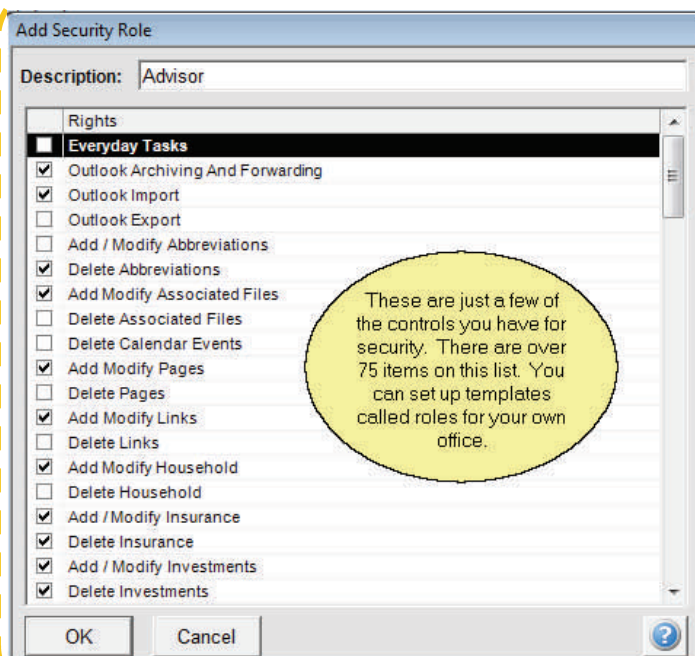 Add Security Role
Description: Advisor
Rights
Everyday Tasks
Outlook Archiving And Forwarding
Outlook Import
Outlook Export
Add / Modify Abbreviations
Delete Abbreviations
Add Modify Associated Files
Delete Associated Files
Delete Calendar Events
Add Modify Pages
Delete Pages
Add Modify Links
Delete Links
Add Modify Household
Delete Household
Add / Modify Insurance
Delete Insurance
Add / Modify Investments
Delete Investments
These are just a few of
the controls you have for
security. There are over
75 items on this list. You
can set up templates
called roles for your own
office.
OK Cancel ?